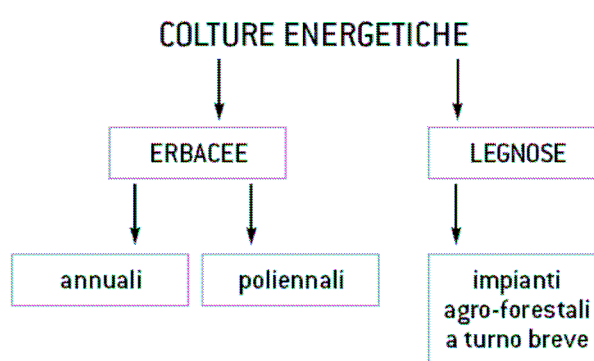 COLTURE ENERGETICHE
ERBACEE
LEGNOSE
annuali
poliennali
impianti
agro-forestali
a turno breve